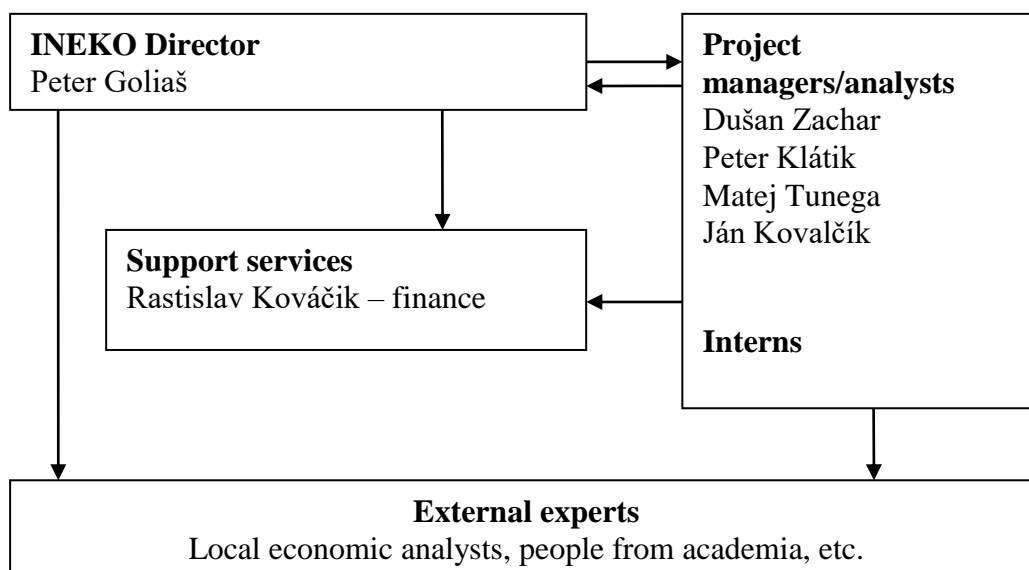 INEKO Director
Peter Goliaš
Project
managers/analysts
Dušan Zachar
Peter Klátik
Matej Tunega
Ján Kovalčík
Interns
Support services
Rastislav Kováčik – finance
External experts
Local economic analysts, people from academia, etc.